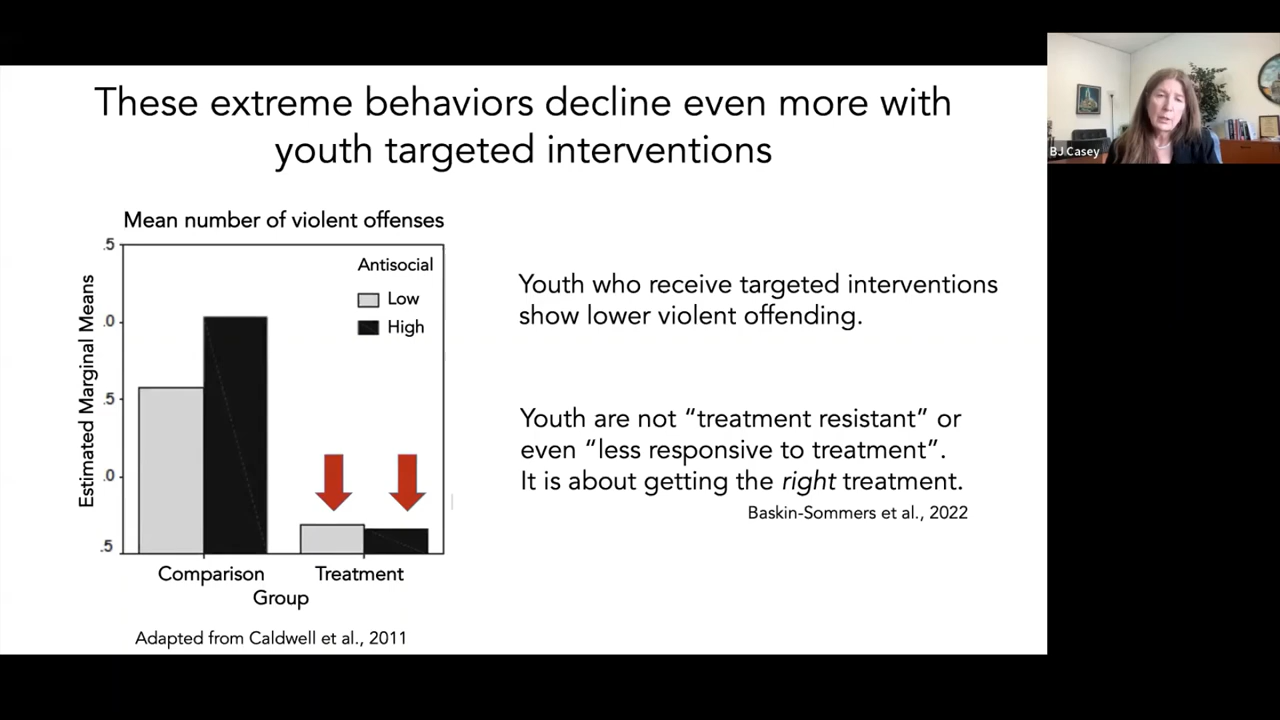 These extreme behaviors decline even more with
youth targeted interventions
BJ Casey
Mean number of violent offenses
Estimated Marginal Means
.5
.0
.5
.0
.5
Antisocial
Low
High
Comparison
Treatment
Group
Adapted from Caldwell et al., 2011
Youth who receive targeted interventions
show lower violent offending.
Youth are not “treatment resistant” or
even “less responsive to treatment”.
It is about getting the right treatment.
Baskin-Sommers et al., 2022